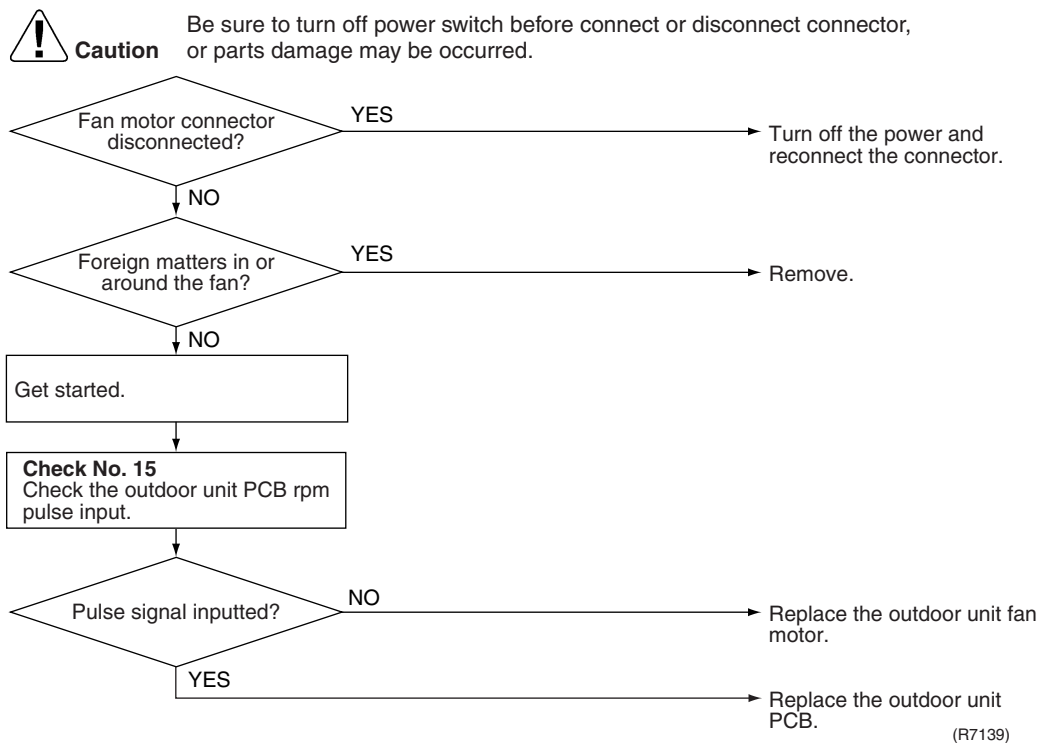 Be sure to turn off power switch before connect or disconnect connector,
Caution or parts damage may be occurred.
Fan motor connector
disconnected?
YES
Turn off the power and
reconnect the connector.
NO
Foreign matters in or
around the fan?
YES
Remove.
NO
Get started.
Check No. 15
Check the outdoor unit PCB rpm
pulse input.
Pulse signal inputted?
NO
Replace the outdoor unit fan
motor.
YES
Replace the outdoor unit
PCB.
(R7139)